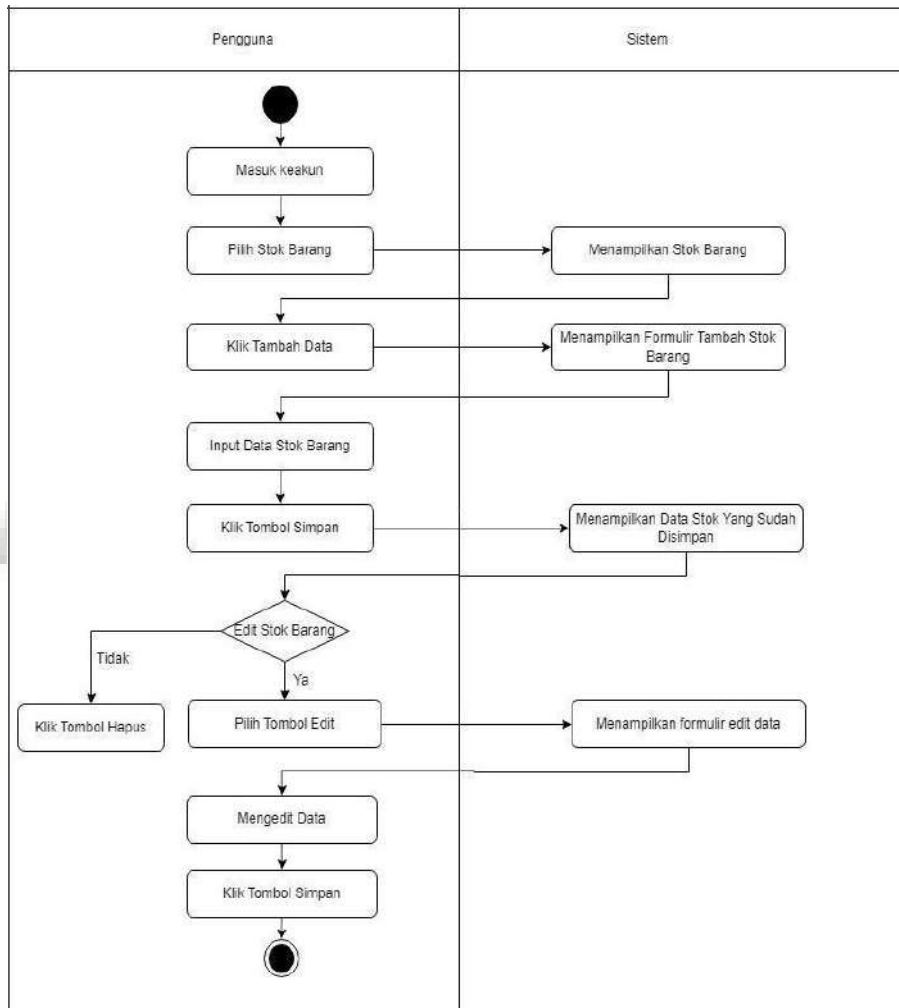 Pengguna
Sistem
Masuk keakun
Pilih Stok Barang
Menampilkan Stok Barang
Klik Tambah Data
Menampilkan Formulir Tambah Stok
Barang
Input Data Stok Barang
Klik Tombol Simpan
Menampilkan Data Stok Yang Sudah
Disimpan
Edit Stok Barang
Tidak
Ya
Klik Tombol Hapus
Pilih Tombol Edit
Menampilkan formulir edit data
Mengedit Data
Klik Tombol Simpan